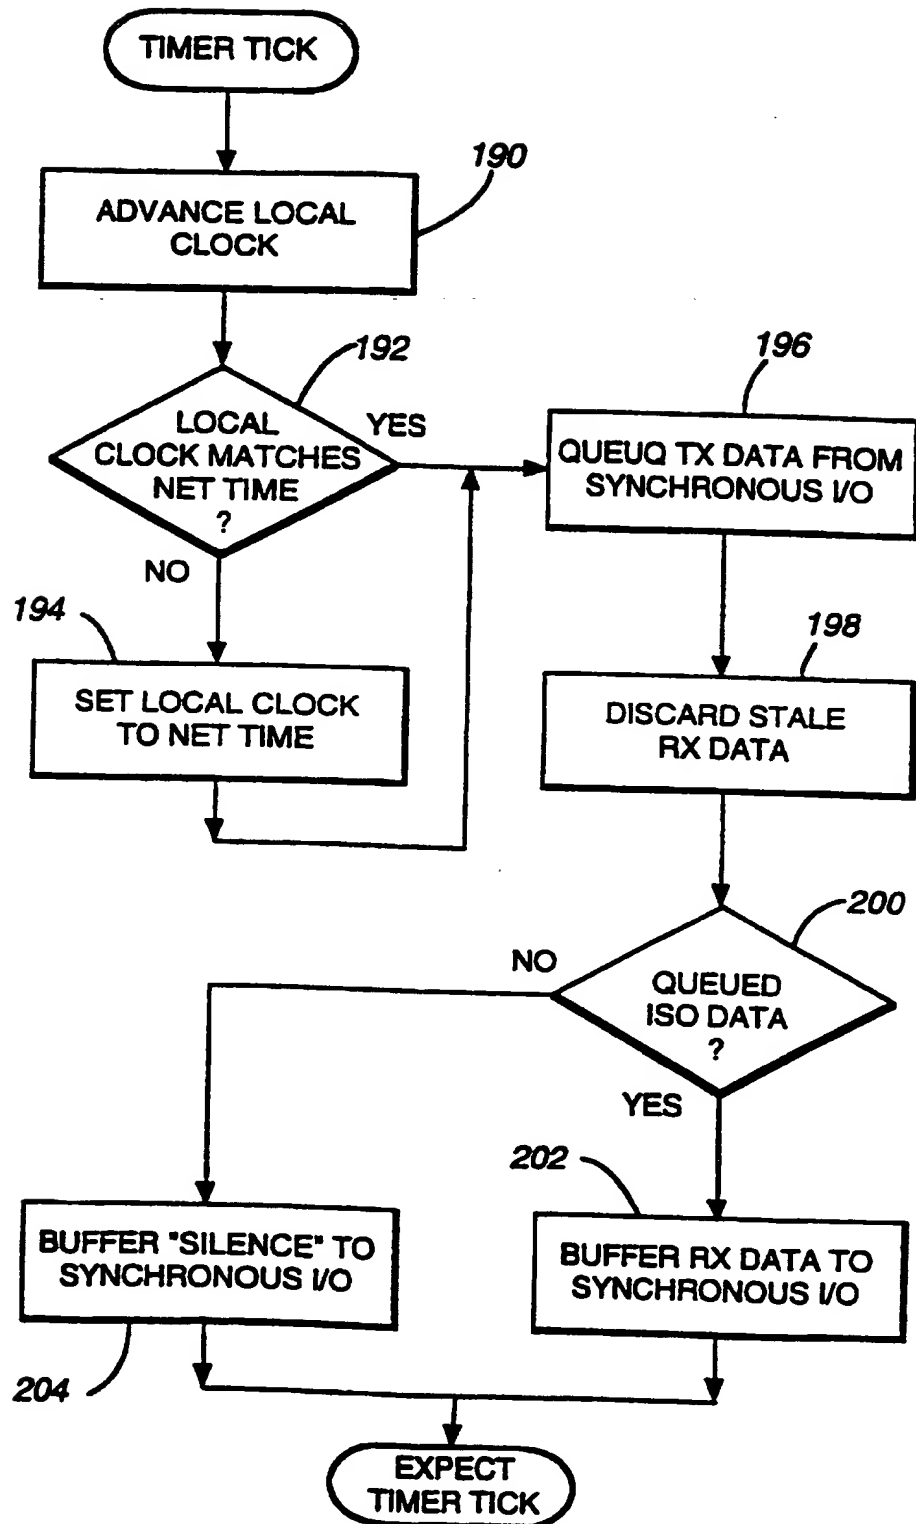 TIMER TICK
190
ADVANCE LOCAL
CLOCK
192
LOCAL
CLOCK MATCHES
NET TIME
?
YES
NO
194
SET LOCAL CLOCK
TO NET TIME
196
QUEUQ TX DATA FROM
SYNCHRONOUS I/O
198
DISCARD STALE
RX DATA
200
QUEUED
ISO DATA
?
NO
YES
202
BUFFER "SILENCE" TO
SYNCHRONOUS I/O
204
BUFFER RX DATA TO
SYNCHRONOUS I/O
EXPECT
TIMER TICK